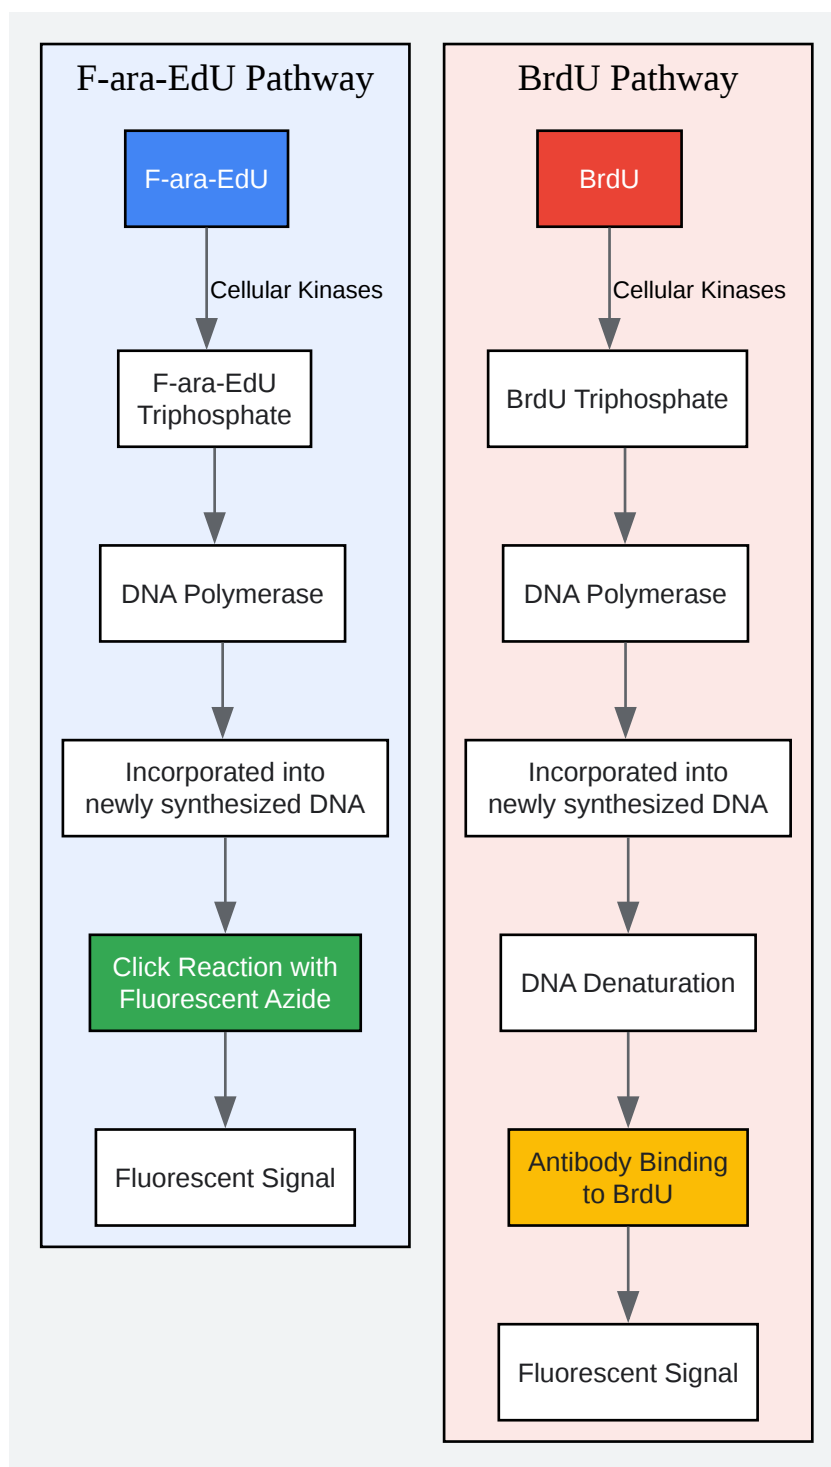 F-ara-EdU Pathway
F-ara-EdU
Cellular Kinases
F-ara-EdU
Triphosphate
DNA Polymerase
Incorporated into
newly synthesized DNA
Click Reaction with
Fluorescent Azide
Fluorescent Signal
BrdU Pathway
BrdU
Cellular Kinases
BrdU Triphosphate
DNA Polymerase
Incorporated into
newly synthesized DNA
DNA Denaturation
Antibody Binding
to BrdU
Fluorescent Signal